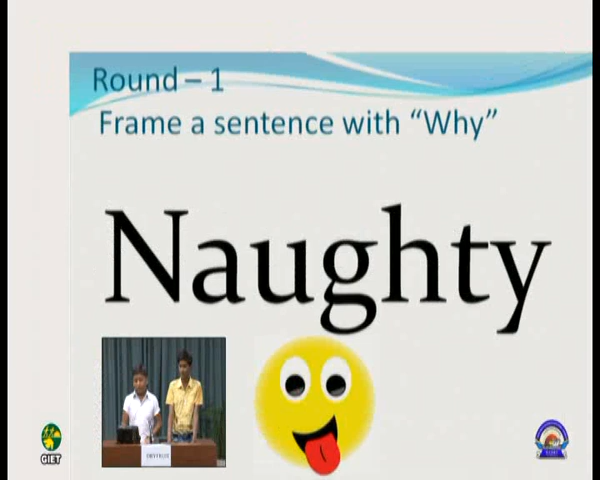 Round – 1
Frame a sentence with “Why”
Naughty
GIET